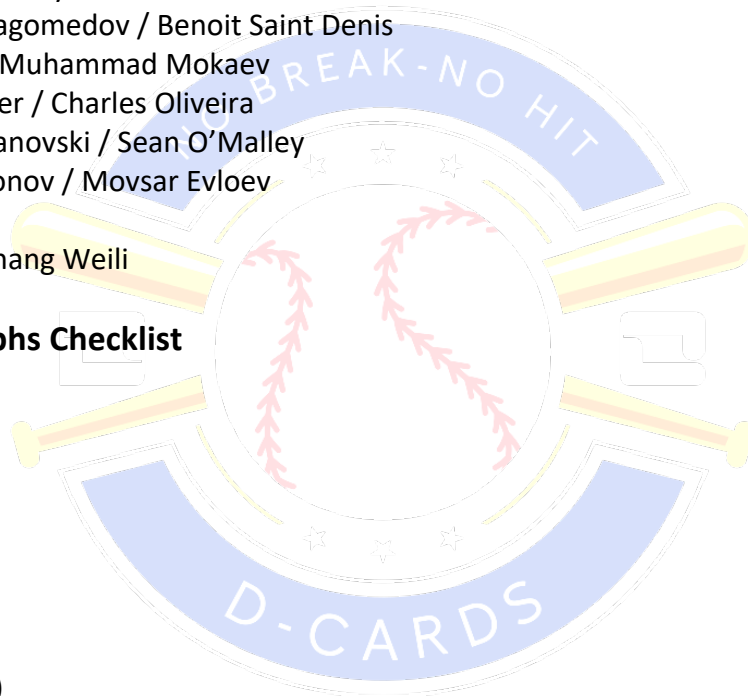 agomedov / Benoit Saint Denis
Muhammad Mokaev
er / Charles Oliveira
anovski / Sean O’Malley
onov / Movsar Evloev
hang Weili
phs Checklist
NO BREAK-NO HIT
D-CARDS
)